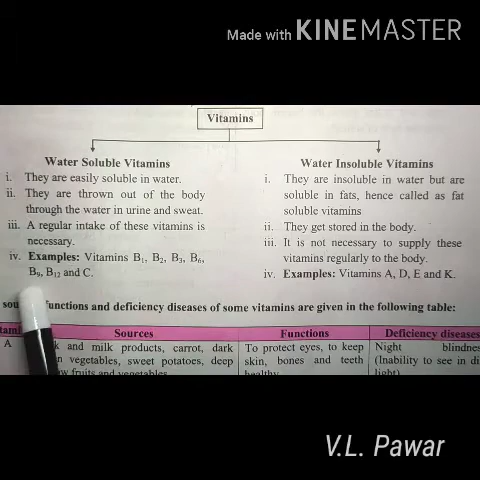 Made with KINEMASTER
Vitamins
Water Soluble Vitamins
i. They are easily soluble in water.
ii. They are thrown out of the body
through the water in urine and sweat.
iii. A regular intake of these vitamins is
necessary.
iv. Examples: Vitamins B₁, B₂, B₃, B₆,
B₉, B₁₂ and C.
Water Insoluble Vitamins
i. They are insoluble in water but are
soluble in fats, hence called as fat
soluble vitamins
ii. They get stored in the body.
iii. It is not necessary to supply these
vitamins regularly to the body.
iv. Examples: Vitamins A, D, E and K.
functions and deficiency diseases of some vitamins are given in the following table:
Sources Functions Deficiency diseases
A and milk products, carrot, dark
vegetables, sweet potatoes, deep
fruits and vegetables
To protect eyes, to keep
skin, bones and teeth
healthy
Night
(Inability to see in
light)
V.L. Pawar